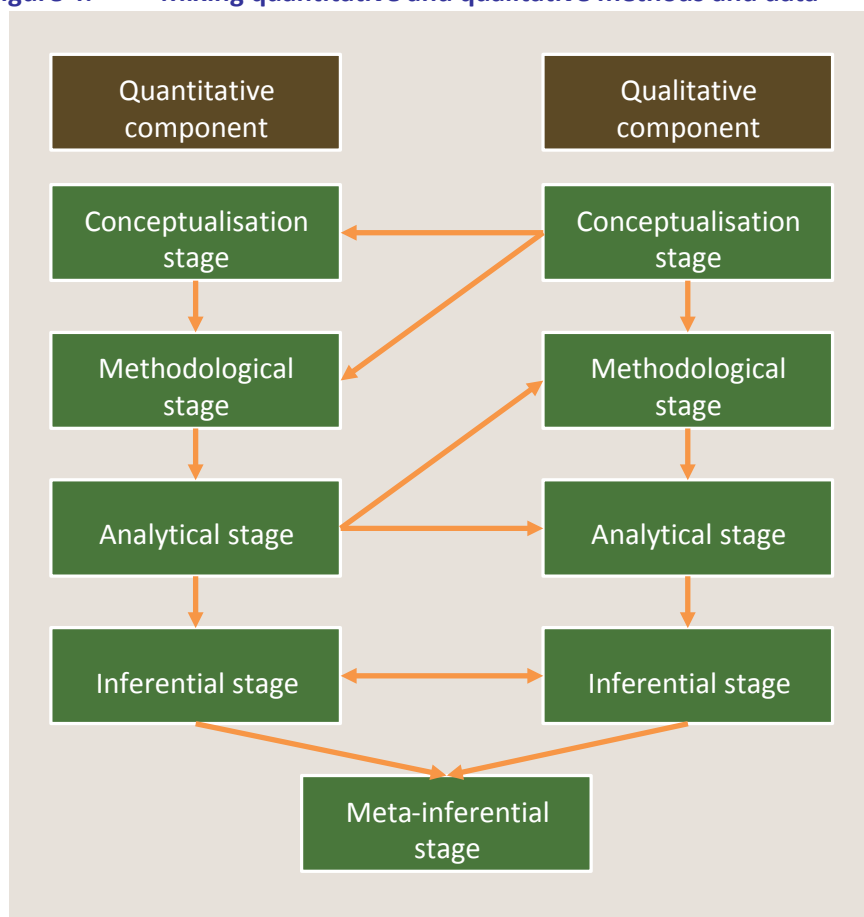 Mixing quantitative and qualitative methods and data
Quantitative
component
Qualitative
component
Conceptualisation
stage
Conceptualisation
stage
Methodological
stage
Methodological
stage
Analytical stage
Analytical stage
Inferential stage
Inferential stage
Meta-inferential
stage